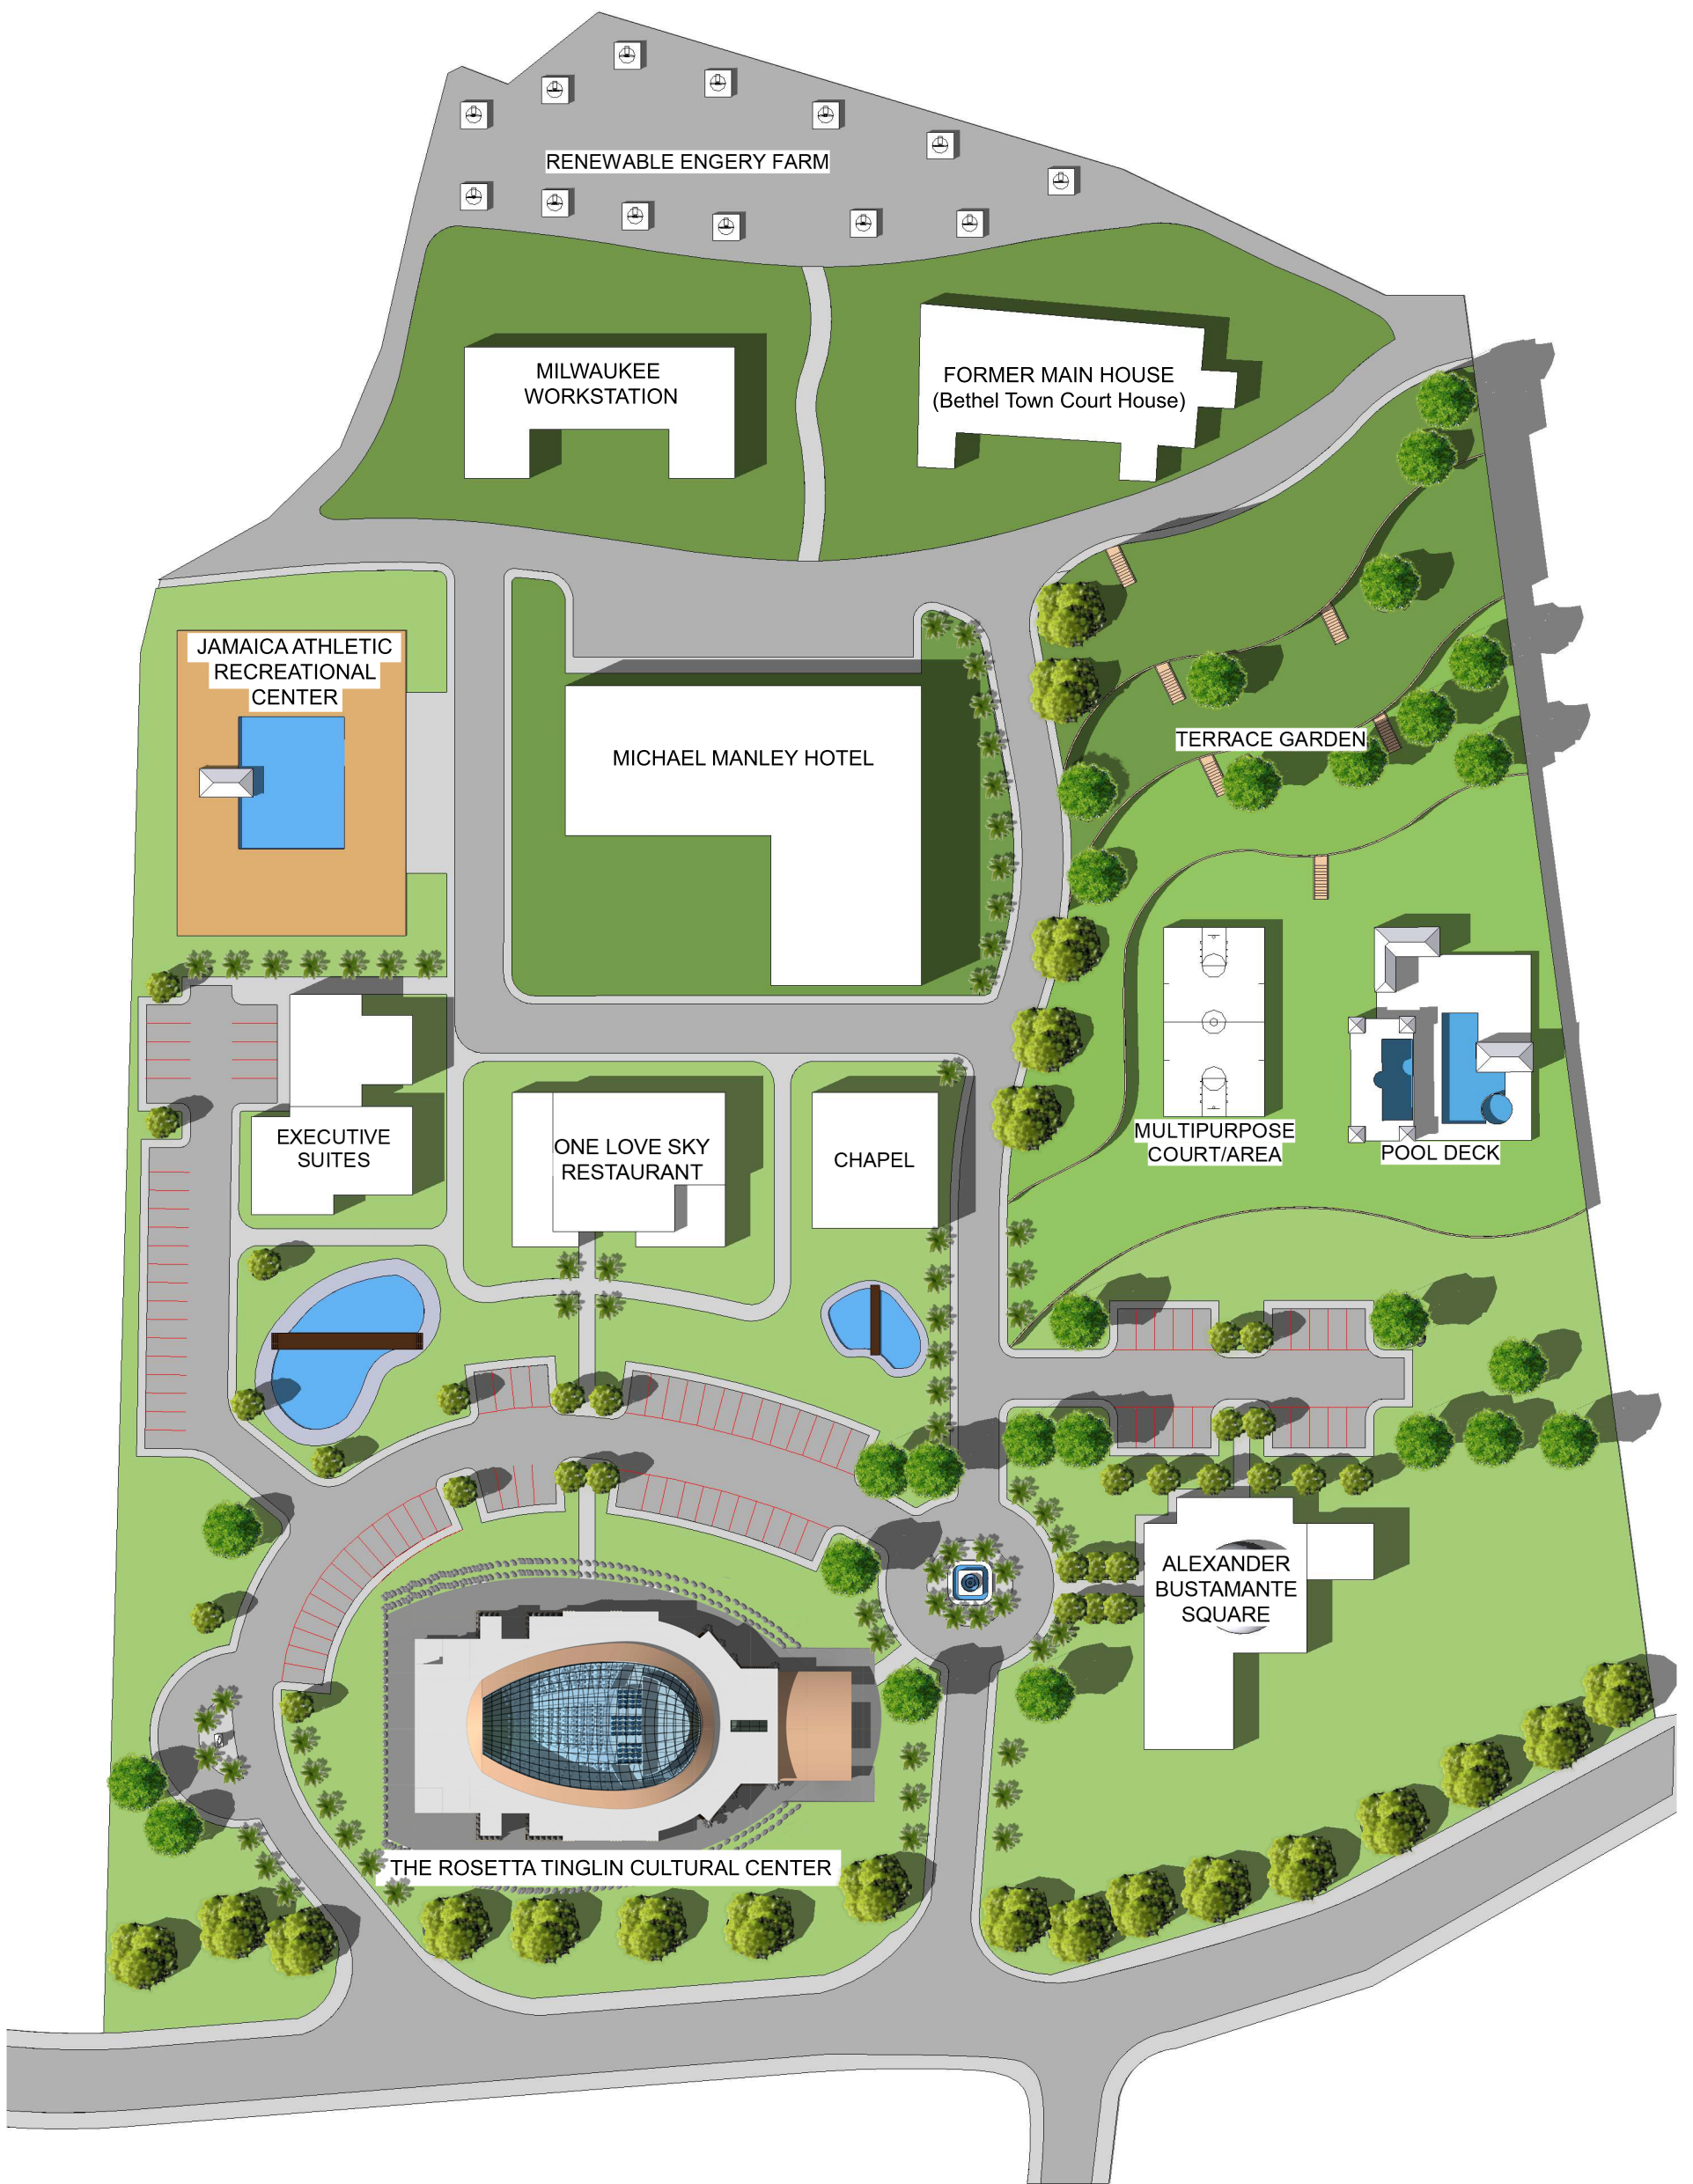 RENEWABLE ENGERY FARM
MILWAUKEE
WORKSTATION
FORMER MAIN HOUSE
(Bethel Town Court House)
JAMAICA ATHLETIC
RECREATIONAL
CENTER
MICHAEL MANLEY HOTEL
TERRACE GARDEN
EXECUTIVE
SUITES
ONE LOVE SKY
RESTAURANT
CHAPEL
MULTIPURPOSE
COURT/AREA
POOL DECK
ALEXANDER
BUSTAMANTE
SQUARE
THE ROSETTA TINGLIN CULTURAL CENTER